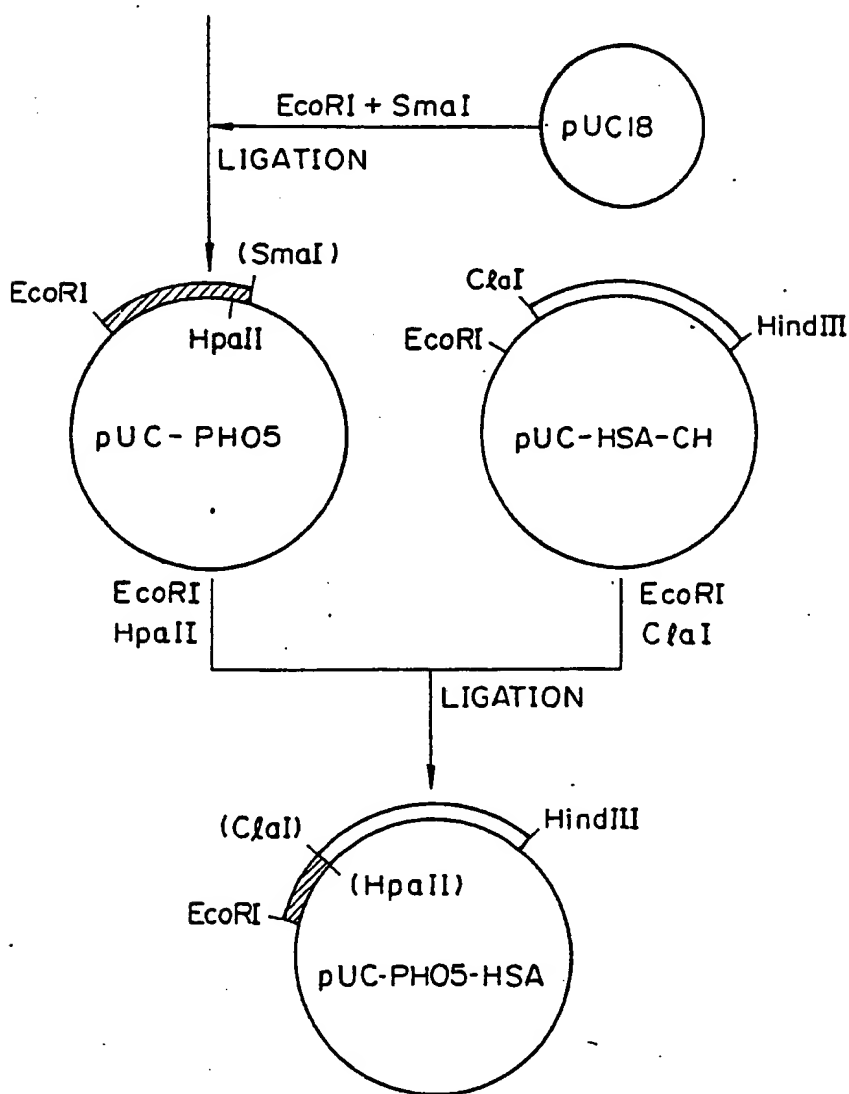 EcoRI + SmaI
pUC18
LIGATION
(SmaI)
EcoRI
HpaII
ClaI
EcoRI
HindIII
pUC - PHO5
pUC-HSA-CH
EcoRI
HpaII
EcoRI
ClaI
LIGATION
(ClaI)
HindIII
(HpaII)
EcoRI
pUC-PHO5-HSA